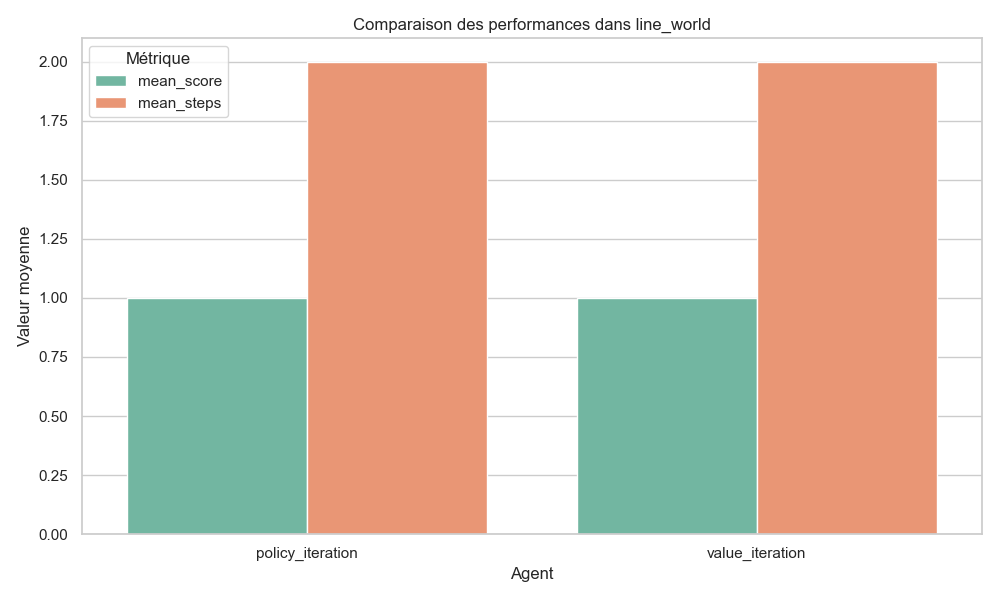 Comparaison des performances dans line_world
Métrique
mean_score
mean_steps
Valeur moyenne
2.00
1.75
1.50
1.25
1.00
0.75
0.50
0.25
0.00
policy_iteration
value_iteration
Agent